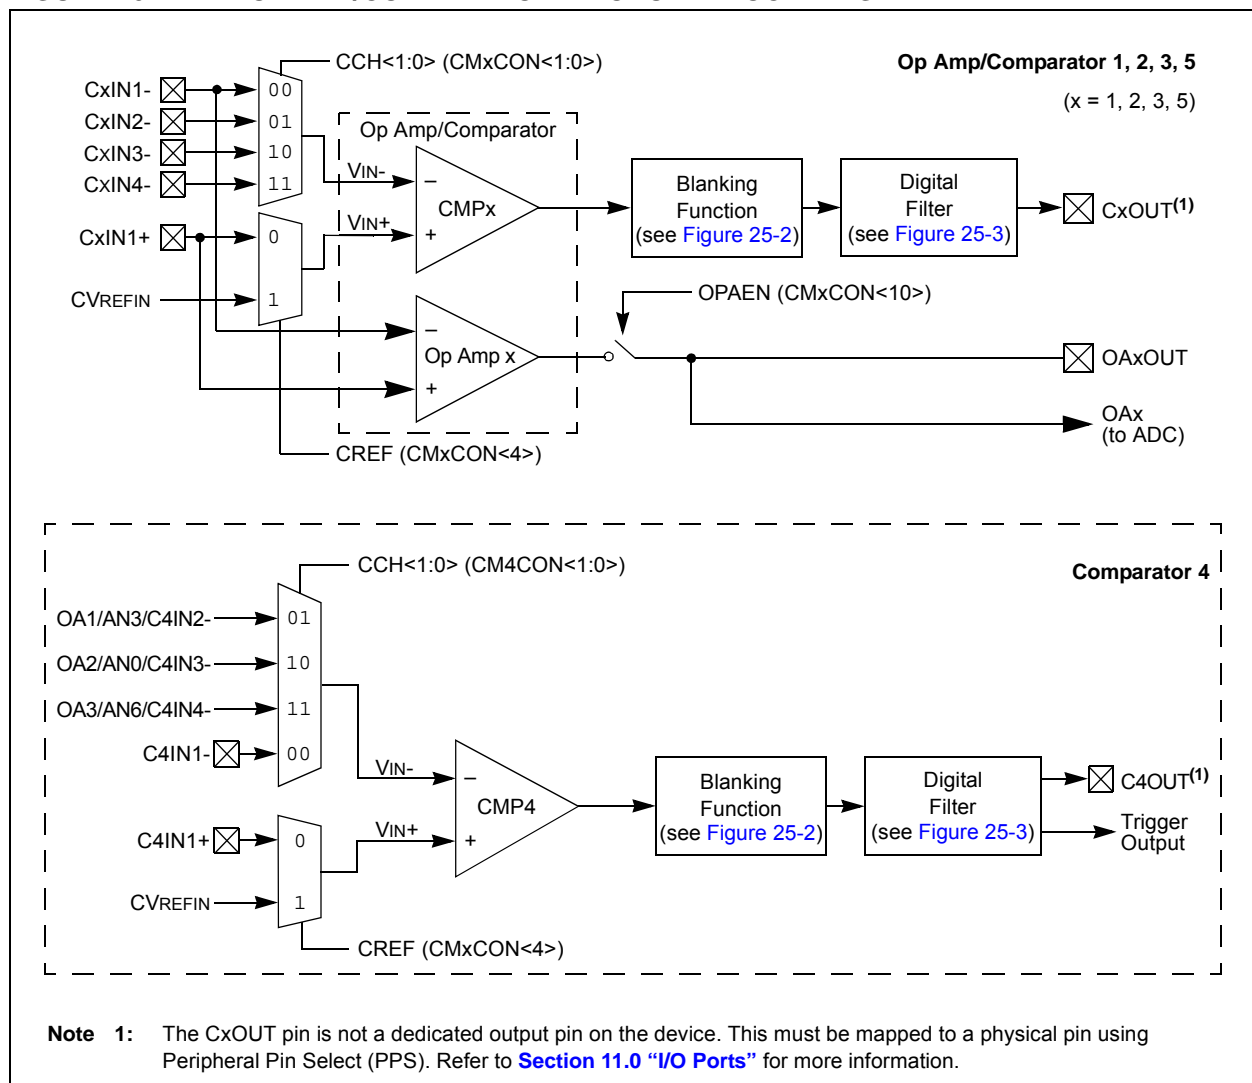 CCH<1:0> (CMxCON<1:0>)
Op Amp/Comparator 1, 2, 3, 5
(x = 1, 2, 3, 5)
CxIN1-
00
CxIN2-
01
CxIN3-
10
CxIN4-
11
Op Amp/Comparator
VIN-
–
CMPx
VIN+
+
Blanking
Function
(see Figure 25-2)
Digital
Filter
(see Figure 25-3)
CxOUT(1)
CxIN1+
0
CVREFIN
1
OPAEN (CMxCON<10>)
–
Op Amp x
+
OAxOUT
OAx
(to ADC)
CREF (CMxCON<4>)
CCH<1:0> (CM4CON<1:0>)
Comparator 4
OA1/AN3/C4IN2-
01
OA2/AN0/C4IN3-
10
OA3/AN6/C4IN4-
11
C4IN1-
00
VIN-
–
CMP4
VIN+
+
Blanking
Function
(see Figure 25-2)
Digital
Filter
(see Figure 25-3)
C4OUT(1)
Trigger
Output
C4IN1+
0
CVREFIN
1
CREF (CMxCON<4>)
Note 1: The CxOUT pin is not a dedicated output pin on the device. This must be mapped to a physical pin using
Peripheral Pin Select (PPS). Refer to Section 11.0 “I/O Ports” for more information.